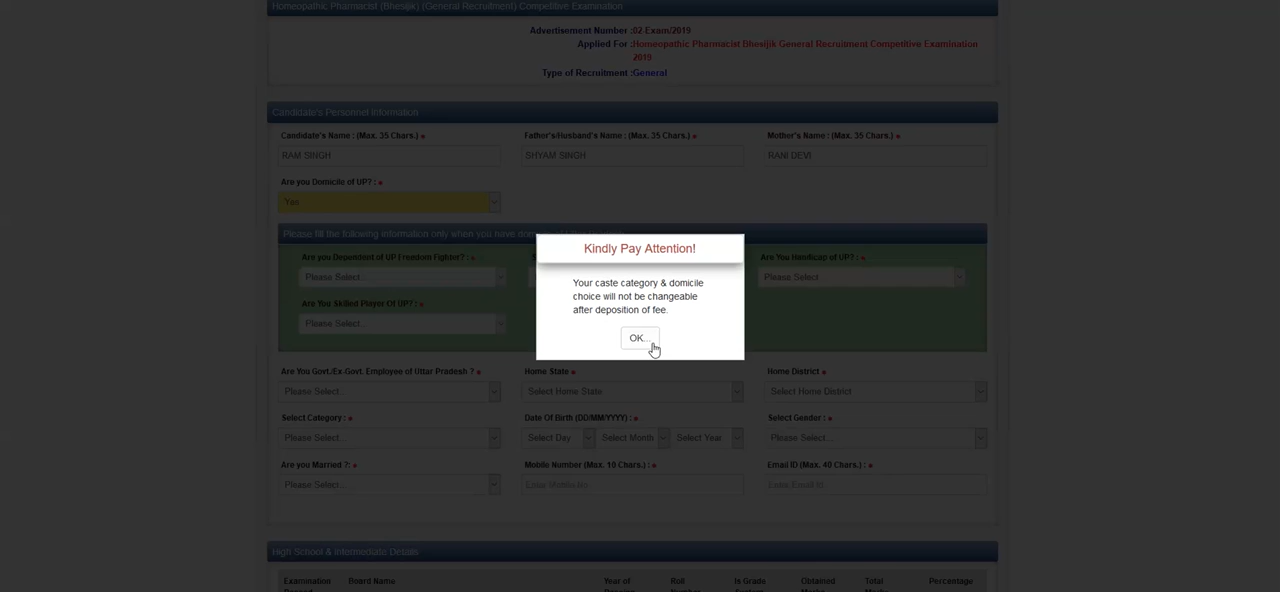 Homeopathic Pharmacist (Bhesijk) (General Recruitment) Competitive Examination
Advertisement Number :02-Exam/2019
Applied For :Homeopathic Pharmacist Bhesijik General Recruitment Competitive Examination
2019
Type of Recruitment :General
Candidate's Personnel Information
Candidate's Name : (Max. 35 Chars.) * Father's/Husband's Name : (Max. 35 Chars.) * Mother's Name : (Max. 35 Chars.) *
RAM SINGH SHYAM SINGH RANI DEVI
Are you Domicile of UP? : *
Yes
Please fill the following information only when you have
Are you Dependent of UP Freedom Fighter? : * Are You Handicap of UP? : *
Please Select... Please Select...
Are You Skilled Player Of UP? : *
Please Select...
Kindly Pay Attention!
Your caste category & domicile
choice will not be changeable
after deposition of fee.
OK...
Are You Govt./Ex-Govt. Employee of Uttar Pradesh ? * Home State * Home District *
Please Select... Select Home State Select Home District
Select Category : * Date Of Birth (DD/MM/YYYY) : * Select Gender : *
Please Select... Select Day Select Month Select Year Please Select...
Are you Married ?: * Mobile Number (Max. 10 Chars.) : * Email ID (Max. 40 Chars.) : *
Please Select... Enter Mobile No. Enter Email Id
High School & Intermediate Details
Examination Board Name Year of Roll Is Grade Obtained Total Percentage